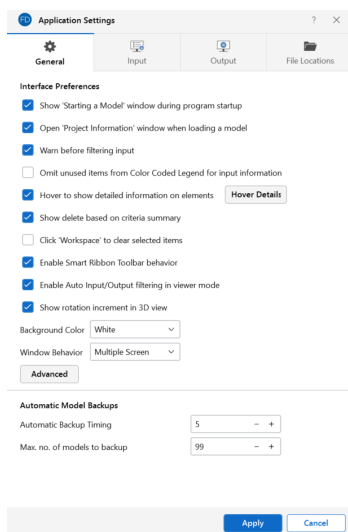 FD Application Settings
General Input Output File Locations
Interface Preferences
Show 'Starting a Model' window during program startup
Open 'Project Information' window when loading a model
Warn before filtering input
Omit unused items from Color Coded Legend for input information
Hover to show detailed information on elements Hover Details
Show delete based on criteria summary
Click 'Workspace' to clear selected items
Enable Smart Ribbon Toolbar behavior
Enable Auto Input/Output filtering in viewer mode
Show rotation increment in 3D view
Background Color White
Window Behavior Multiple Screen
Advanced
Automatic Model Backups
Automatic Backup Timing 5 − +
Max. no. of models to backup 99 − +
Apply Cancel